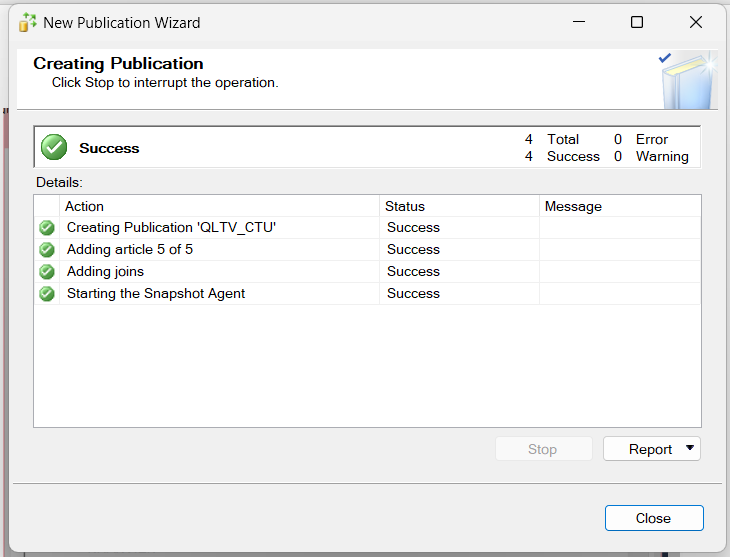 New Publication Wizard
Creating Publication
Click Stop to interrupt the operation.
Success
4 Total 0 Error
4 Success 0 Warning
Details:
Action Status Message
Creating Publication 'QLTV_CTU' Success
Adding article 5 of 5 Success
Adding joins Success
Starting the Snapshot Agent Success
Stop Report
Close